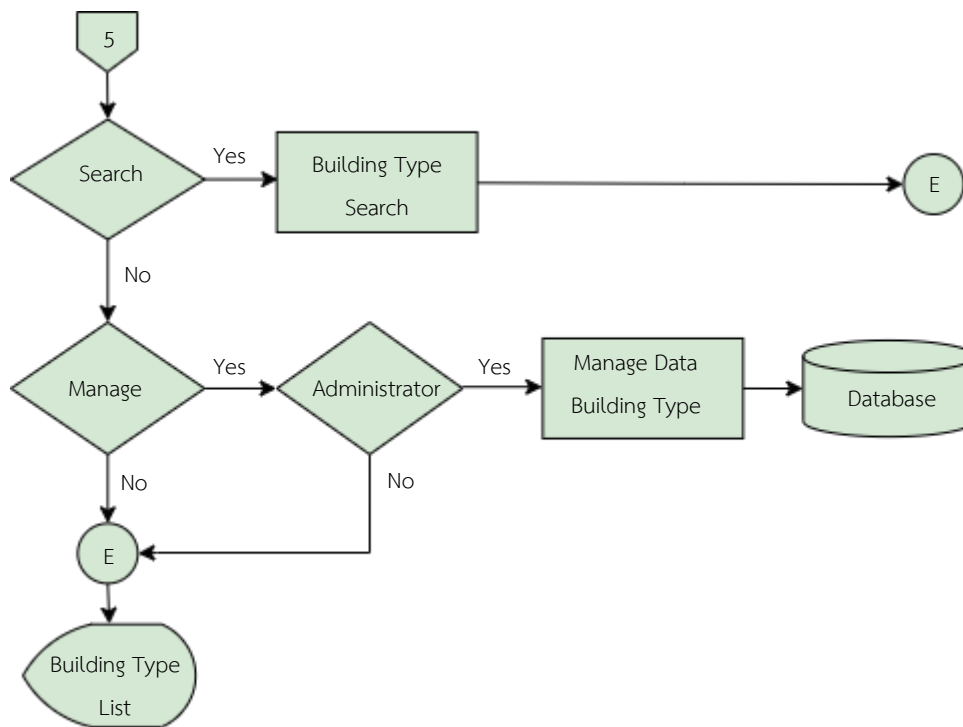 5
Search
Yes
Building Type
Search
E
No
Manage
Yes
Administrator
Yes
Manage Data
Building Type
Database
No
No
E
Building Type
List